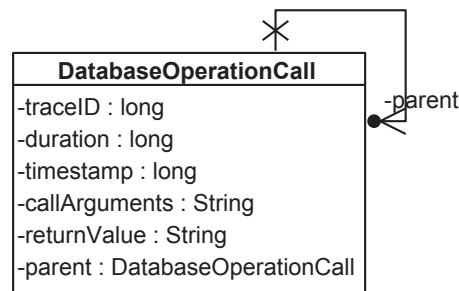 DatabaseOperationCall
-parent
-traceID : long
-duration : long
-timestamp : long
-callArguments : String
-returnValue : String
-parent : DatabaseOperationCall